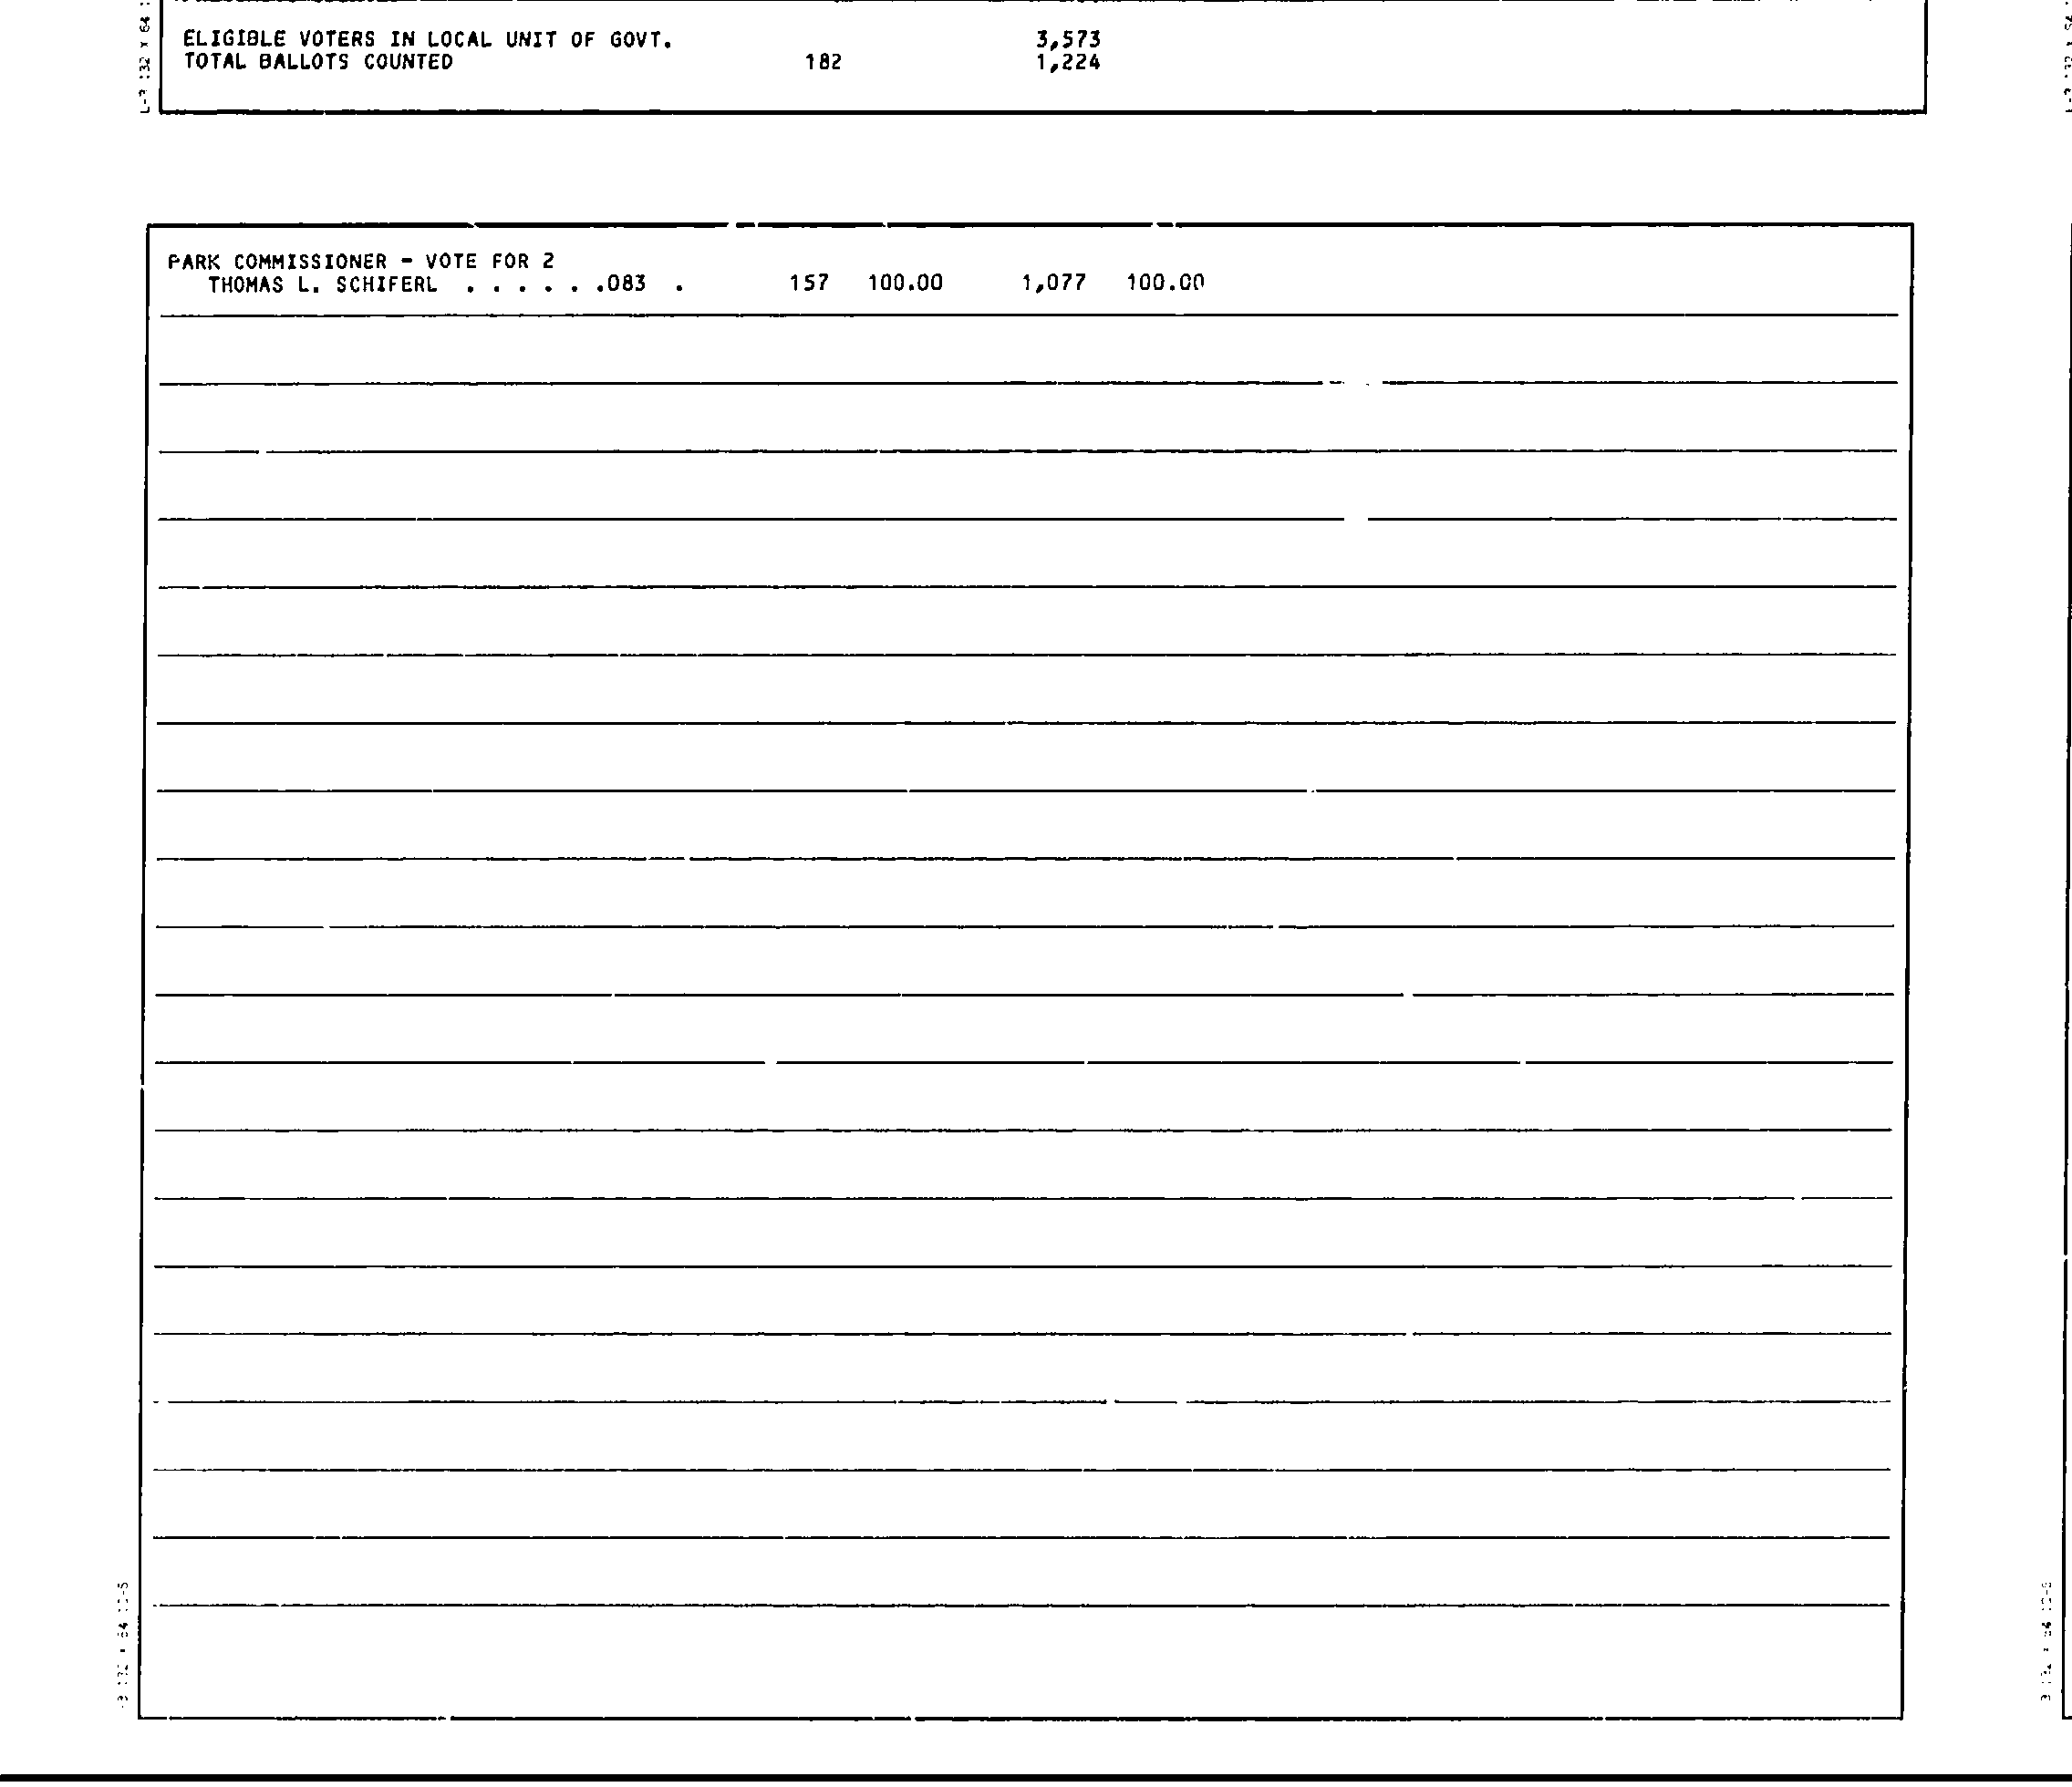 ELIGIBLE VOTERS IN LOCAL UNIT OF GOVT. 3,573
TOTAL BALLOTS COUNTED 182 1,224
PARK COMMISSIONER - VOTE FOR 2
THOMAS L. SCHIFERL . . . . . .083 . 157 100.00 1,077 100.00